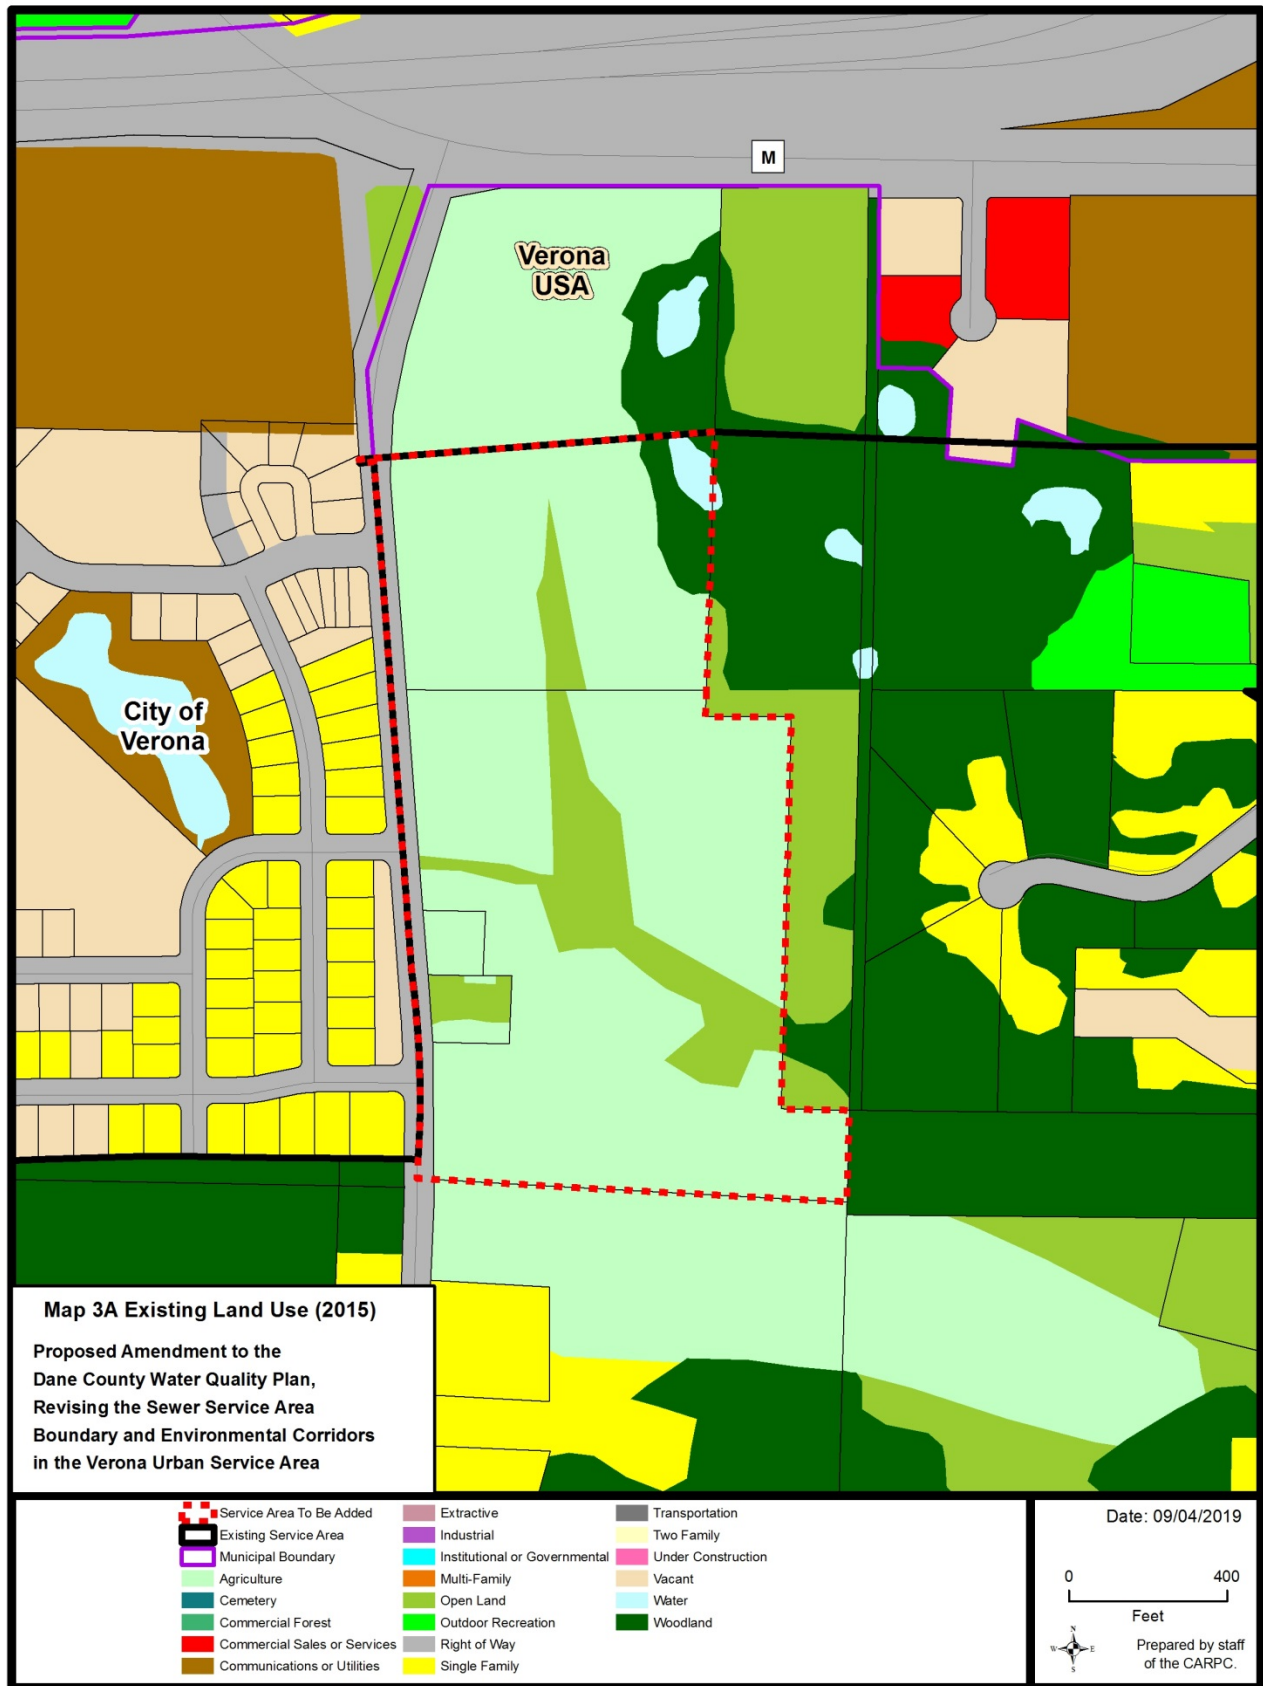 M
Verona
USA
City of
Verona
Map 3A Existing Land Use (2015)
Proposed Amendment to the
Dane County Water Quality Plan,
Revising the Sewer Service Area
Boundary and Environmental Corridors
in the Verona Urban Service Area
Service Area To Be Added
Existing Service Area
Municipal Boundary
Agriculture
Cemetery
Commercial Forest
Commercial Sales or Services
Communications or Utilities
Extractive
Industrial
Institutional or Governmental
Multi-Family
Open Land
Outdoor Recreation
Right of Way
Single Family
Transportation
Two Family
Under Construction
Vacant
Water
Woodland
Date: 09/04/2019
0 400
Feet
N
W E
S
Prepared by staff
of the CARPC.